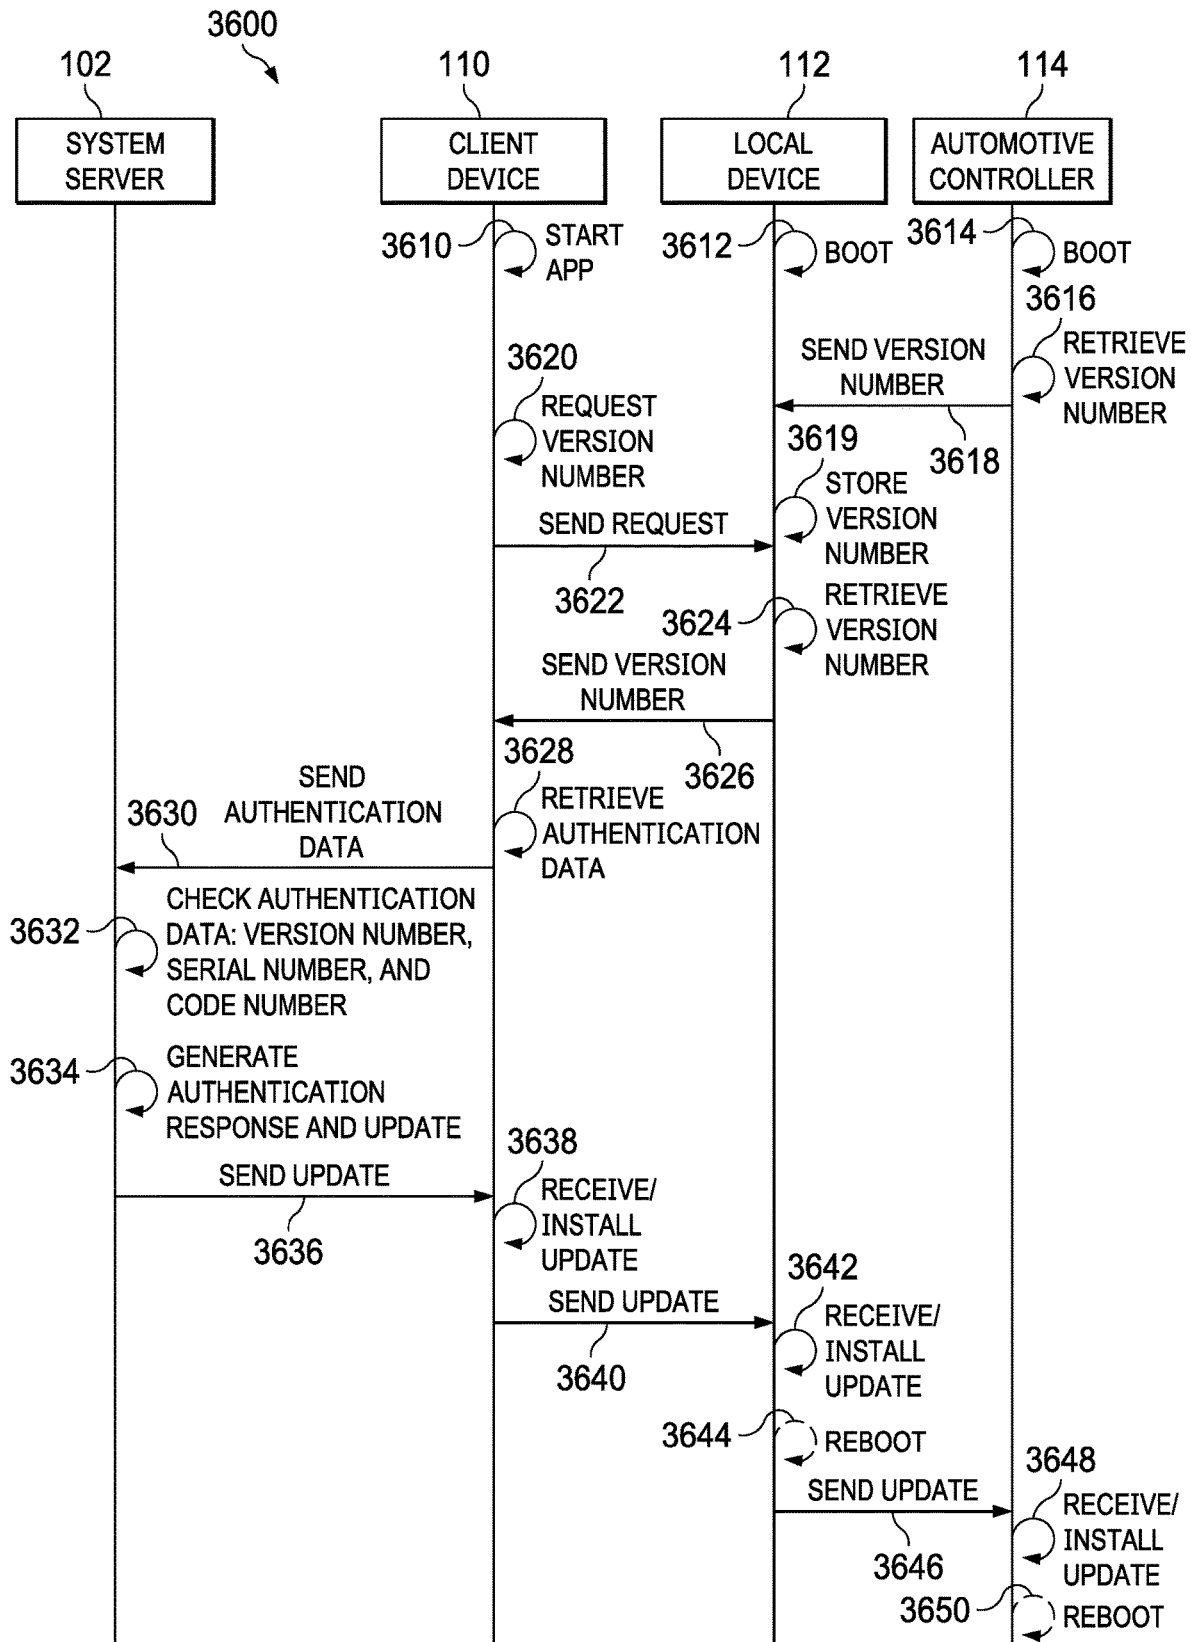 3600
102
110
112
114
SYSTEM
SERVER
CLIENT
DEVICE
LOCAL
DEVICE
AUTOMOTIVE
CONTROLLER
3610
START
APP
3612
BOOT
3614
BOOT
3616
RETRIEVE
VERSION
NUMBER
SEND VERSION
NUMBER
3618
3620
REQUEST
VERSION
NUMBER
3619
STORE
VERSION
NUMBER
SEND REQUEST
3622
3624
RETRIEVE
VERSION
NUMBER
SEND VERSION
NUMBER
3626
3628
RETRIEVE
AUTHENTICATION
DATA
SEND
AUTHENTICATION
DATA
3630
3632
CHECK AUTHENTICATION
DATA: VERSION NUMBER,
SERIAL NUMBER, AND
CODE NUMBER
3634
GENERATE
AUTHENTICATION
RESPONSE AND UPDATE
SEND UPDATE
3636
3638
RECEIVE/
INSTALL
UPDATE
SEND UPDATE
3640
3642
RECEIVE/
INSTALL
UPDATE
3644
REBOOT
SEND UPDATE
3646
3648
RECEIVE/
INSTALL
UPDATE
3650
REBOOT